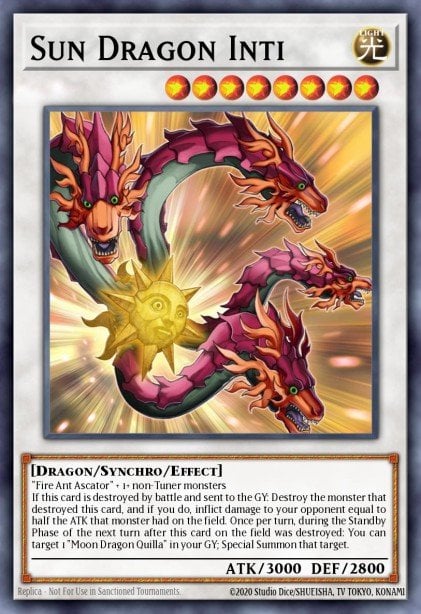 Sun Dragon Inti
LIGHT
光
[Dragon/Synchro/Effect]
"Fire Ant Ascator" + 1+ non-Tuner monsters
If this card is destroyed by battle and sent to the GY: Destroy the monster that
destroyed this card, and if you do, inflict damage to your opponent equal to
half the ATK that monster had on the field. Once per turn, during the Standby
Phase of the next turn after this card on the field was destroyed: You can
target 1 "Moon Dragon Quilla" in your GY; Special Summon that target.
ATK/3000 DEF/2800
Replica - Not For Use in Sanctioned Tournaments. ©2020 Studio Dice/SHUEISHA, TV TOKYO, KONAMI